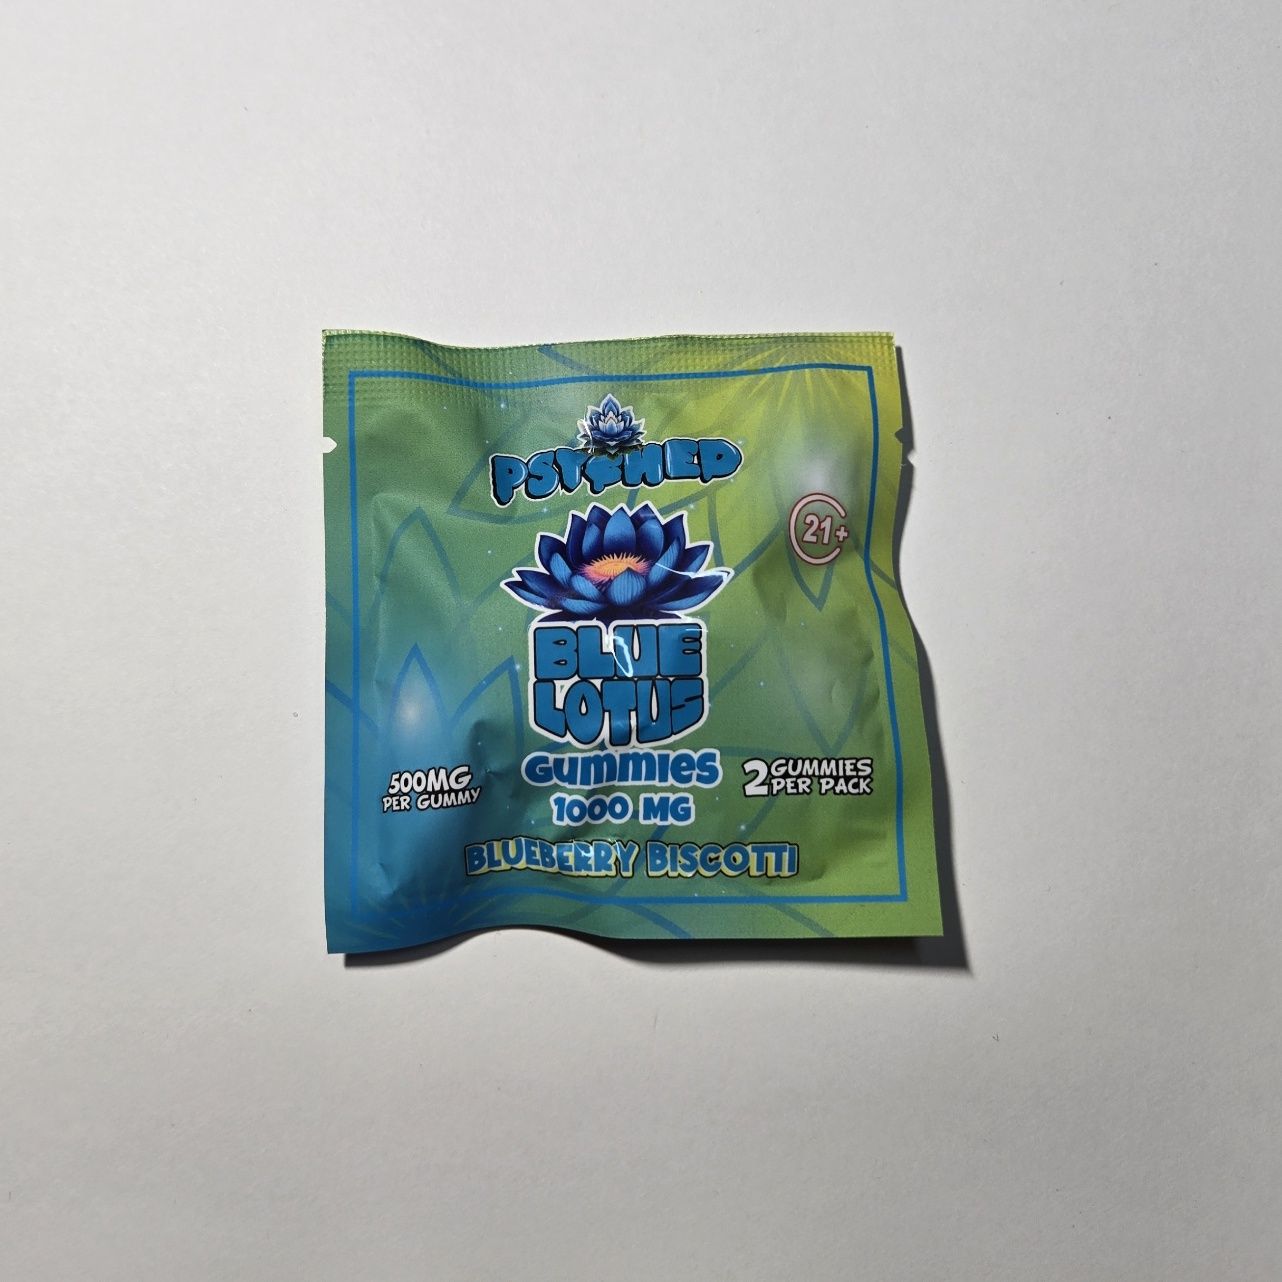 PSYCHED
21+
BLUE
LOTUS
Gummies
1000 MG
500MG
PER GUMMY
2 GUMMIES
PER PACK
BLUEBERRY BISCOTTI